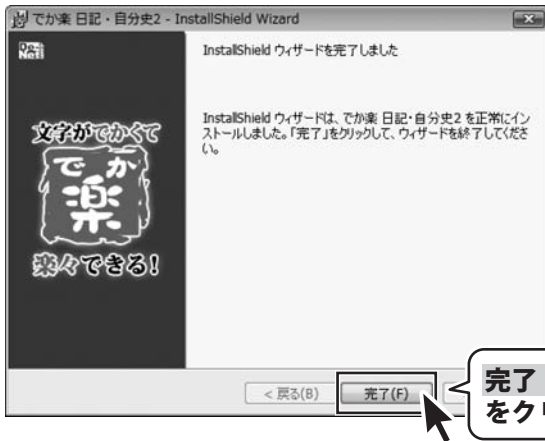 でか楽 日記・自分史2 - InstallShield Wizard
InstallShield ウィザードを完了しました
InstallShield ウィザードは、でか楽 日記・自分史2 を正常にイン
ストールしました。「完了」をクリックして、ウィザードを終了してくださ
い。
文字がでかくて
でか
楽
楽々できる!
< 戻る(B)
完了(F)
完了
をク